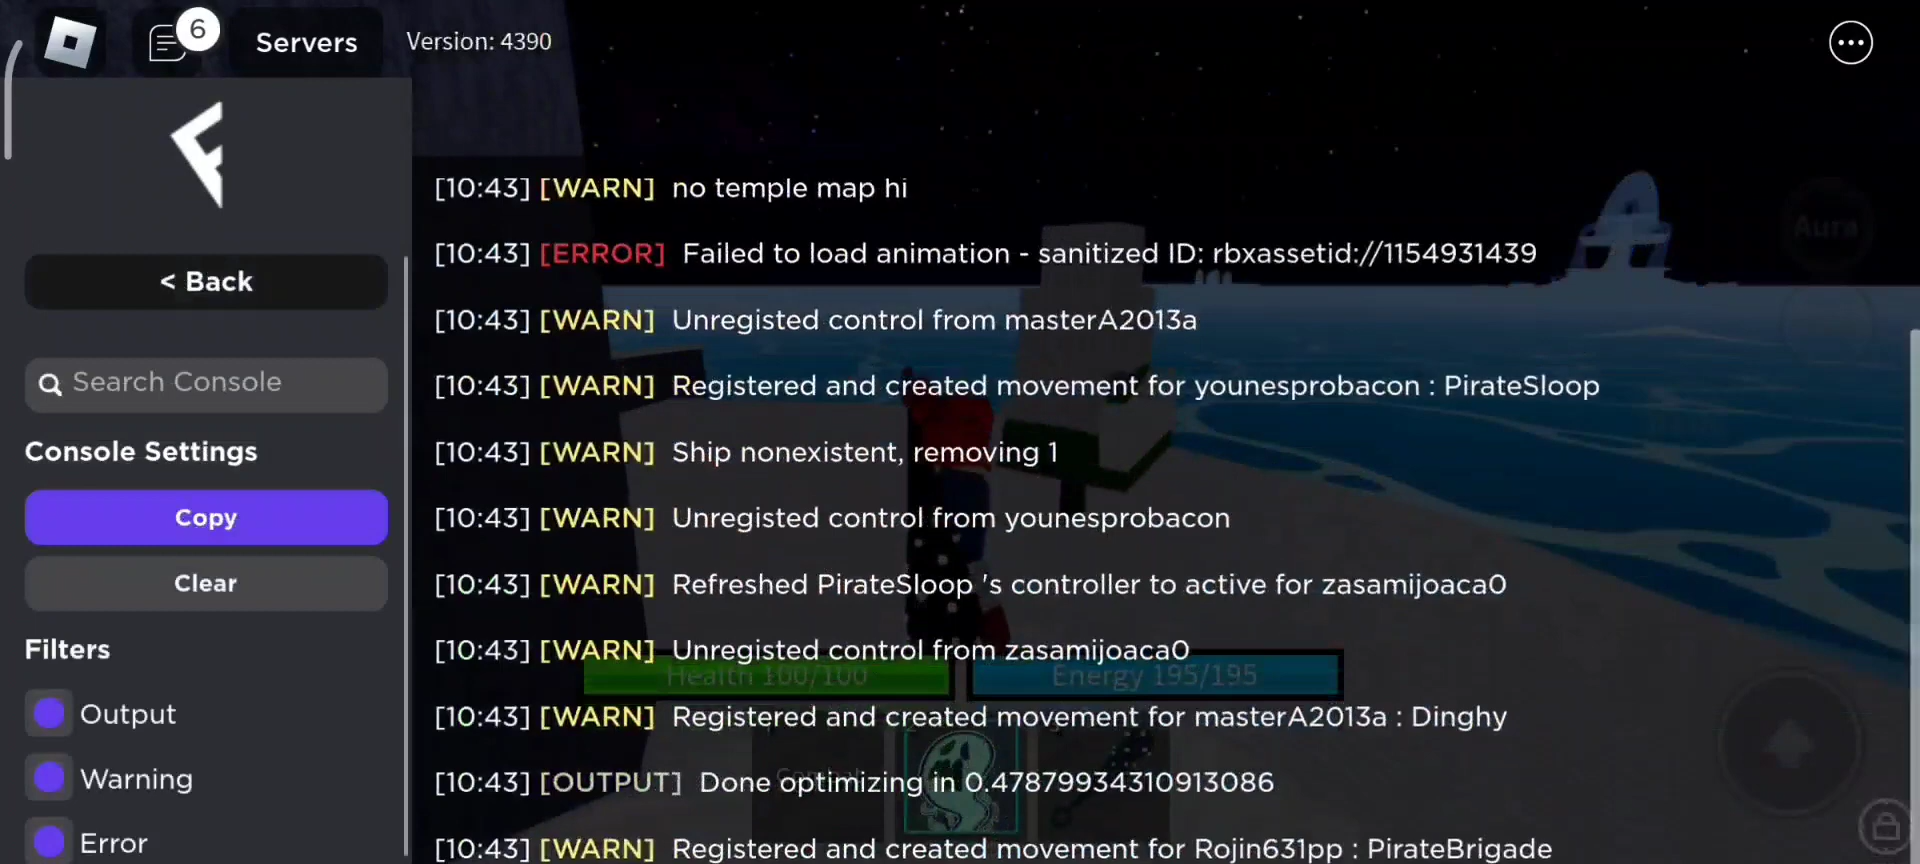 6
Servers
Version: 4390
< Back
Search Console
Console Settings
Copy
Clear
Filters
Output
Warning
Error
[10:43] [WARN] no temple map hi
[10:43] [ERROR] Failed to load animation - sanitized ID: rbxassetid://1154931439
[10:43] [WARN] Unregisted control from masterA2013a
[10:43] [WARN] Registered and created movement for younesprobacon : PirateSloop
[10:43] [WARN] Ship nonexistent, removing 1
[10:43] [WARN] Unregisted control from younesprobacon
[10:43] [WARN] Refreshed PirateSloop 's controller to active for zasamijoaca0
[10:43] [WARN] Unregisted control from zasamijoaca0
Health 100/100
Energy 195/195
[10:43] [WARN] Registered and created movement for masterA2013a : Dinghy
[10:43] [OUTPUT] Done optimizing in 0.47879934310913086
[10:43] [WARN] Registered and created movement for Rojin631pp : PirateBrigade
Aura